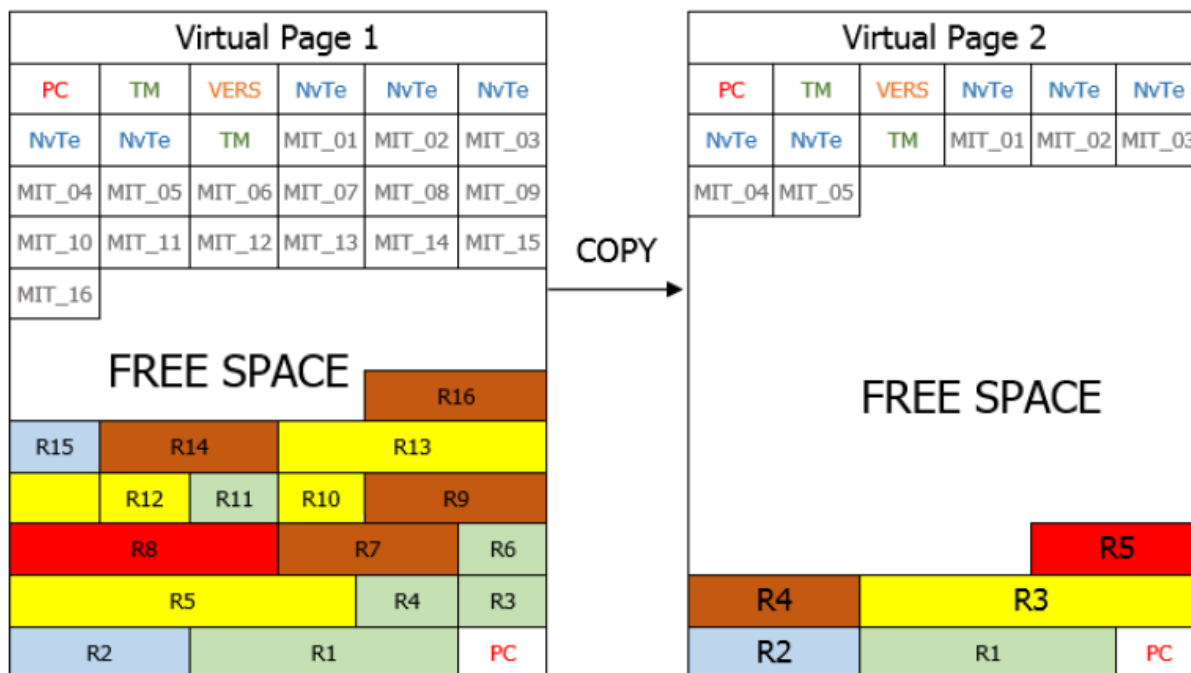 Virtual Page 1
PC TM VERS NvTe NvTe NvTe
NvTe NvTe TM MIT_01 MIT_02 MIT_03
MIT_04 MIT_05 MIT_06 MIT_07 MIT_08 MIT_09
MIT_10 MIT_11 MIT_12 MIT_13 MIT_14 MIT_15
MIT_16
FREE SPACE
R16
R15 R14 R13
R12 R11 R10 R9
R8 R7 R6
R5 R4 R3
R2 R1 PC
COPY
Virtual Page 2
PC TM VERS NvTe NvTe NvTe
NvTe NvTe TM MIT_01 MIT_02 MIT_03
MIT_04 MIT_05
FREE SPACE
R5
R4 R3
R2 R1 PC